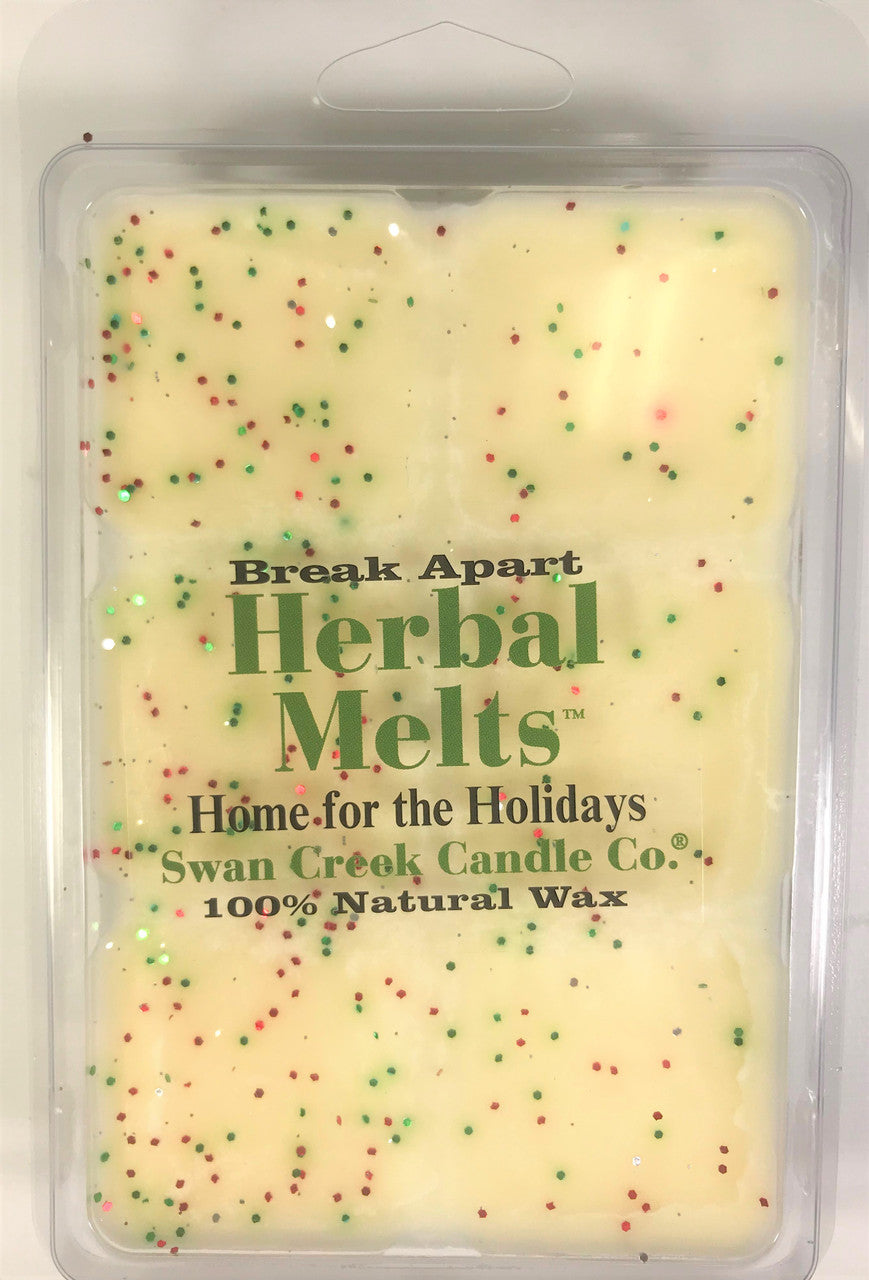 Break Apart
Herbal
Melts™
Home for the Holidays
Swan Creek Candle Co.®
100% Natural Wax